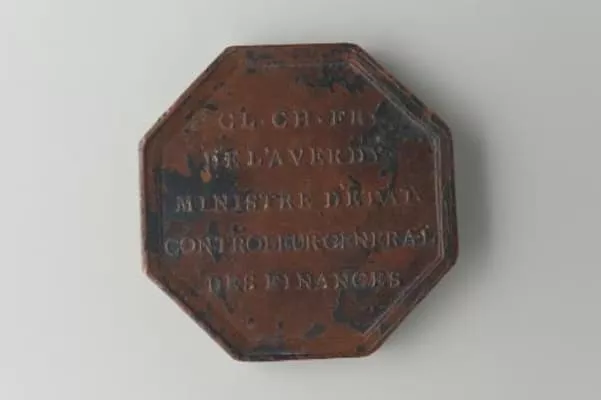 CL · CH · FR ·
DE L'AVERDY
MINISTRE D'ETAT
CONTROLEUR GENERAL
DES FINANCES